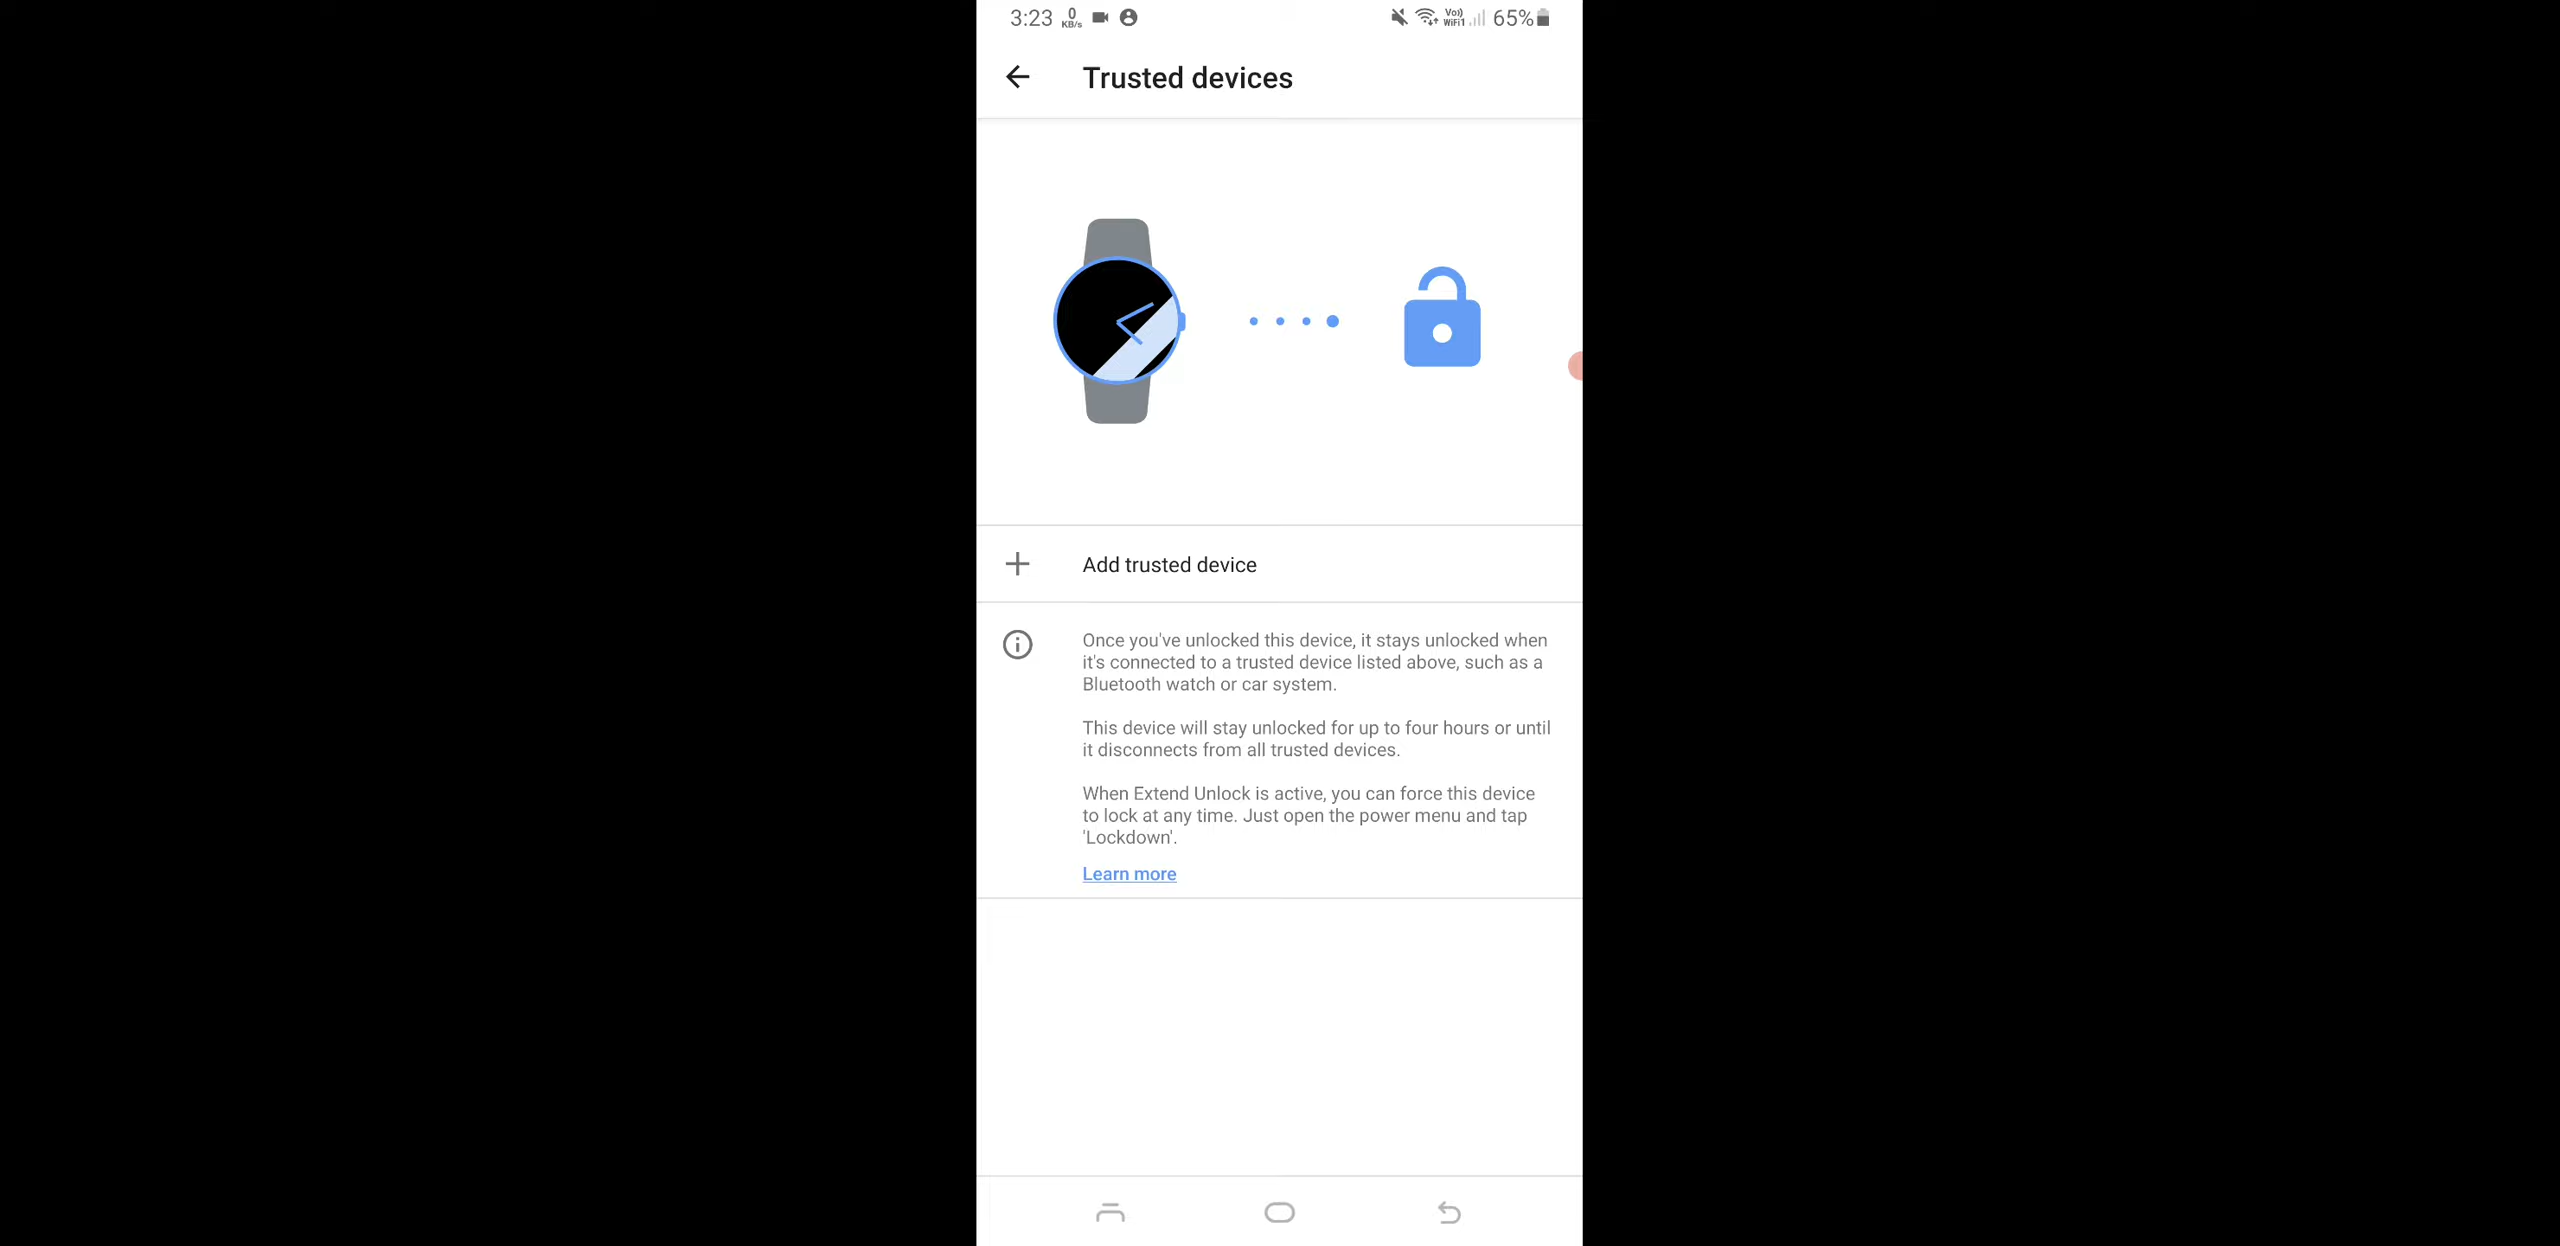 3:23 0 KB/s Vo)) WiFi1 65%
Trusted devices
Add trusted device
Once you've unlocked this device, it stays unlocked when
it's connected to a trusted device listed above, such as a
Bluetooth watch or car system.
This device will stay unlocked for up to four hours or until
it disconnects from all trusted devices.
When Extend Unlock is active, you can force this device
to lock at any time. Just open the power menu and tap
'Lockdown'.
Learn more